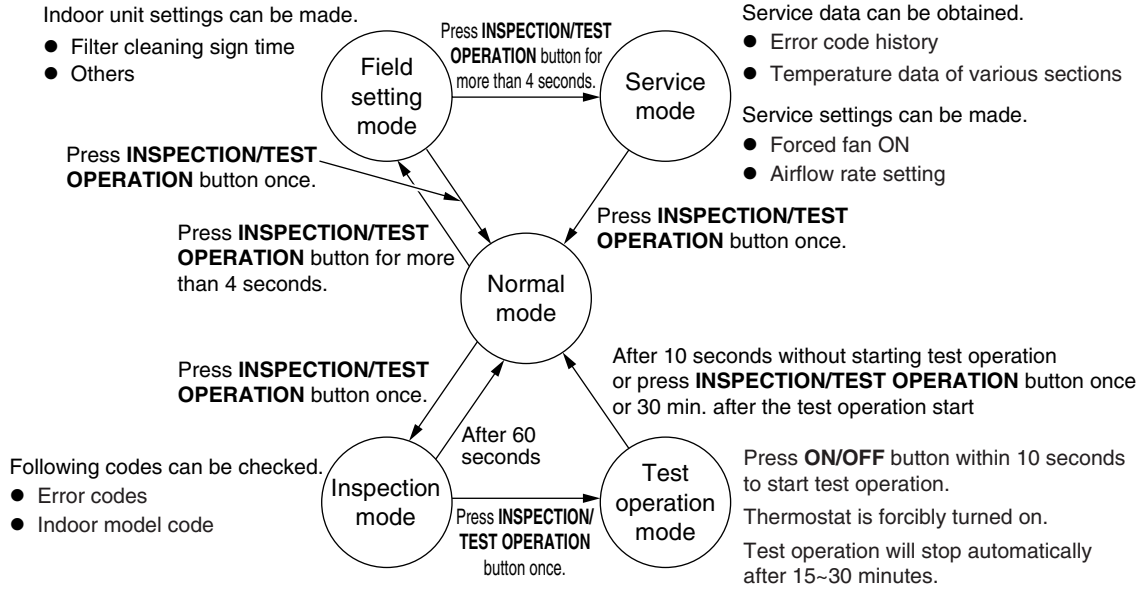 Indoor unit settings can be made.
● Filter cleaning sign time
● Others
Field
setting
mode
Press INSPECTION/TEST
OPERATION button for
more than 4 seconds.
Service
mode
Service data can be obtained.
● Error code history
● Temperature data of various sections
Service settings can be made.
● Forced fan ON
● Airflow rate setting
Press INSPECTION/TEST
OPERATION button once.
Press INSPECTION/TEST
OPERATION button for more
than 4 seconds.
Press INSPECTION/TEST
OPERATION button once.
Normal
mode
Press INSPECTION/TEST
OPERATION button once.
After 10 seconds without starting test operation
or press INSPECTION/TEST OPERATION button once
or 30 min. after the test operation start
After 60
seconds
Following codes can be checked.
● Error codes
● Indoor model code
Inspection
mode
Press INSPECTION/
TEST OPERATION
button once.
Test
operation
mode
Press ON/OFF button within 10 seconds
to start test operation.
Thermostat is forcibly turned on.
Test operation will stop automatically
after 15~30 minutes.